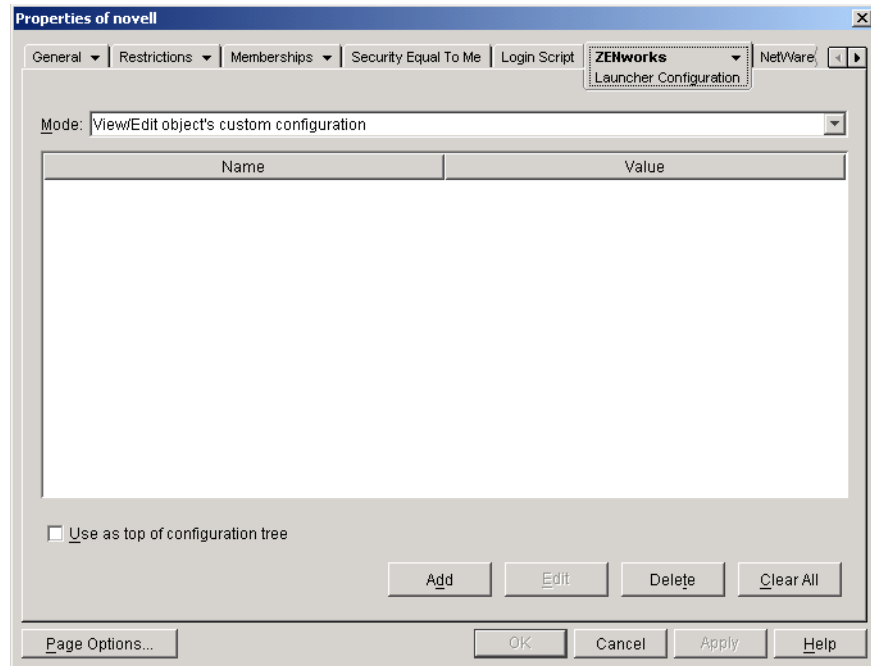 Properties of novell
General Restrictions Memberships Security Equal To Me Login Script ZENworks NetWare
Launcher Configuration
Mode: View/Edit object's custom configuration
Name Value
Use as top of configuration tree
Add Edit Delete Clear All
Page Options... OK Cancel Apply Help